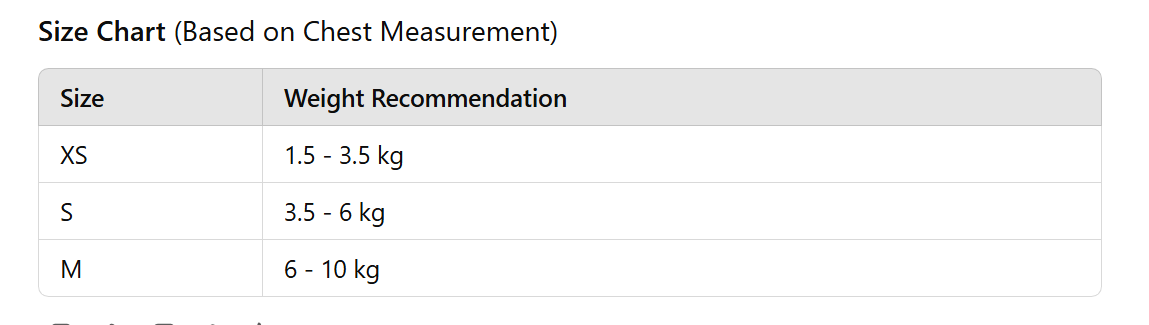 Size Chart (Based on Chest Measurement)
Size Weight Recommendation
XS 1.5 - 3.5 kg
S 3.5 - 6 kg
M 6 - 10 kg